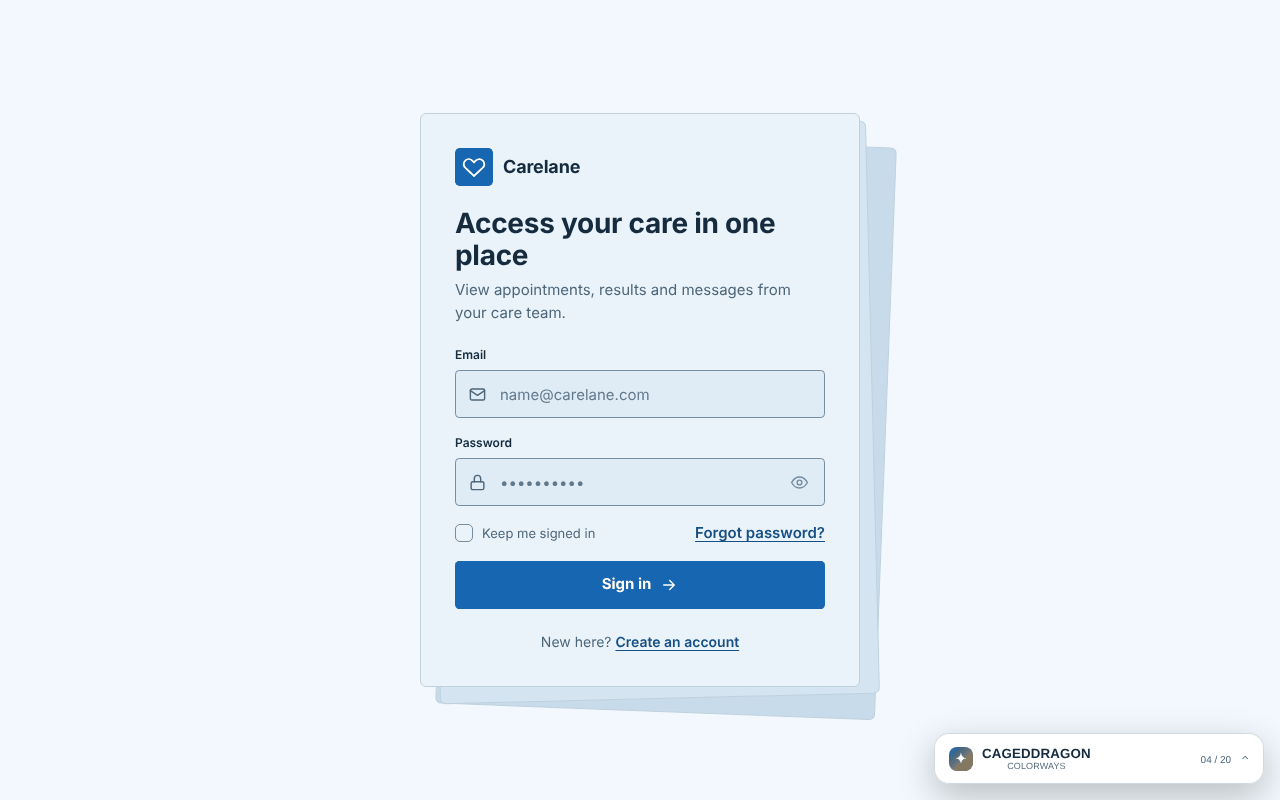 Carelane
Access your care in one
place
View appointments, results and messages from
your care team.
Email
name@carelane.com
Password
••••••••••
Keep me signed in
Forgot password?
Sign in →
New here? Create an account
CAGEDDRAGON
COLORWAYS
04 / 20